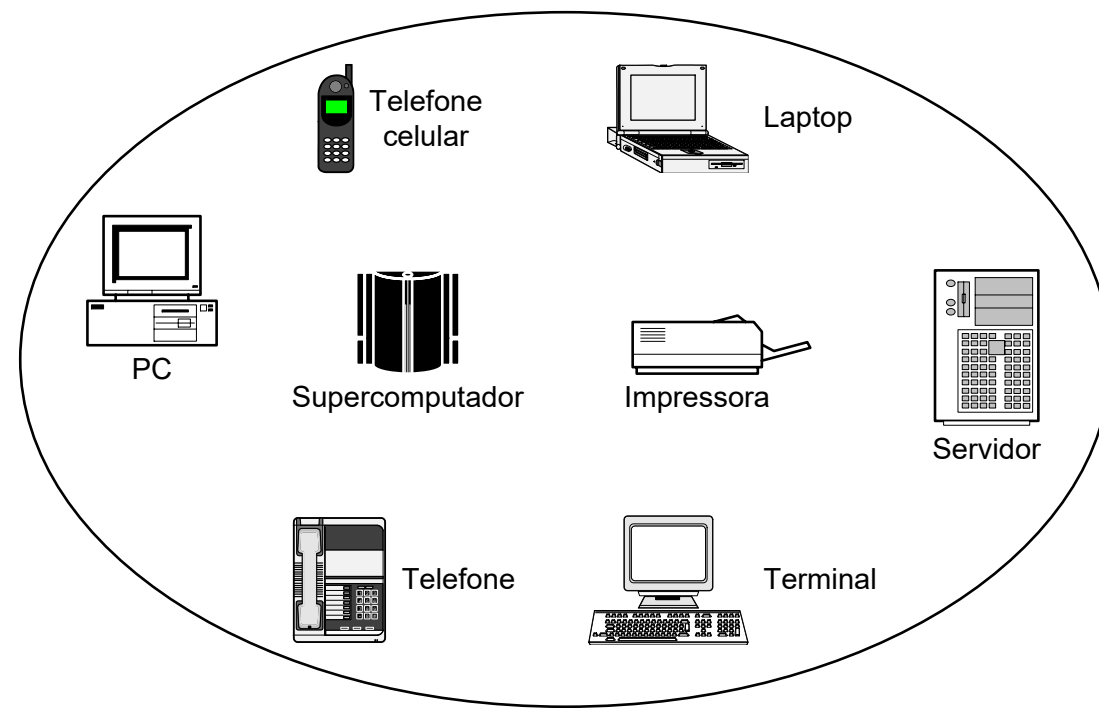 Telefone
celular
Laptop
PC
Supercomputador
Impressora
Servidor
Telefone
Terminal